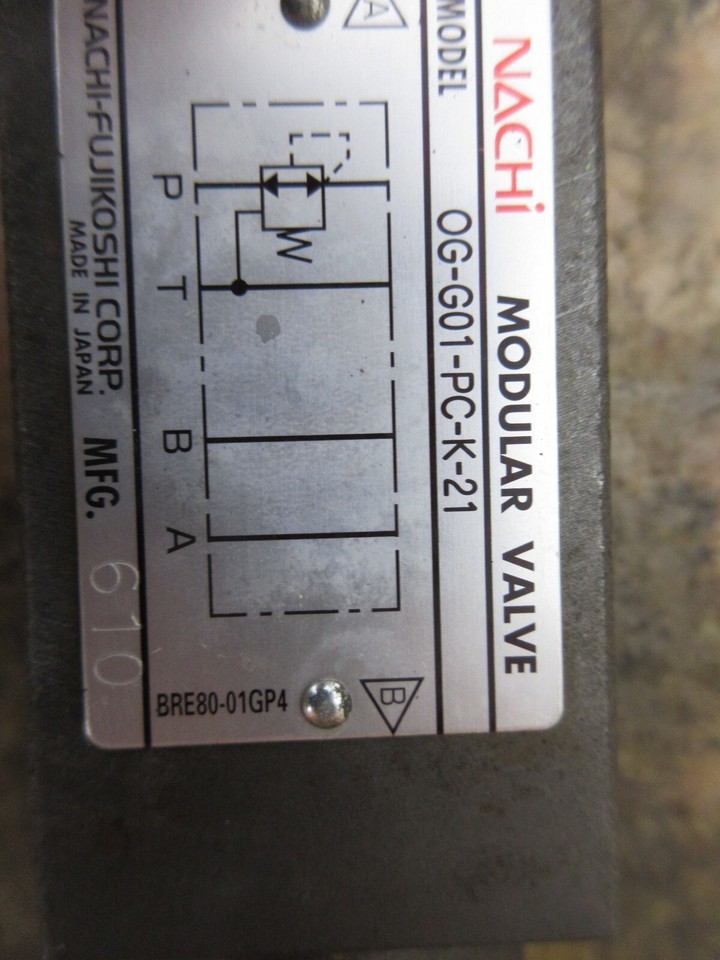 NACHi MODULAR VALVE
MODEL OG-G01-PC-K-21
A
P T B A
B
BRE80-01GP4
NACHI-FUJIKOSHI CORP. MFG. 610
MADE IN JAPAN